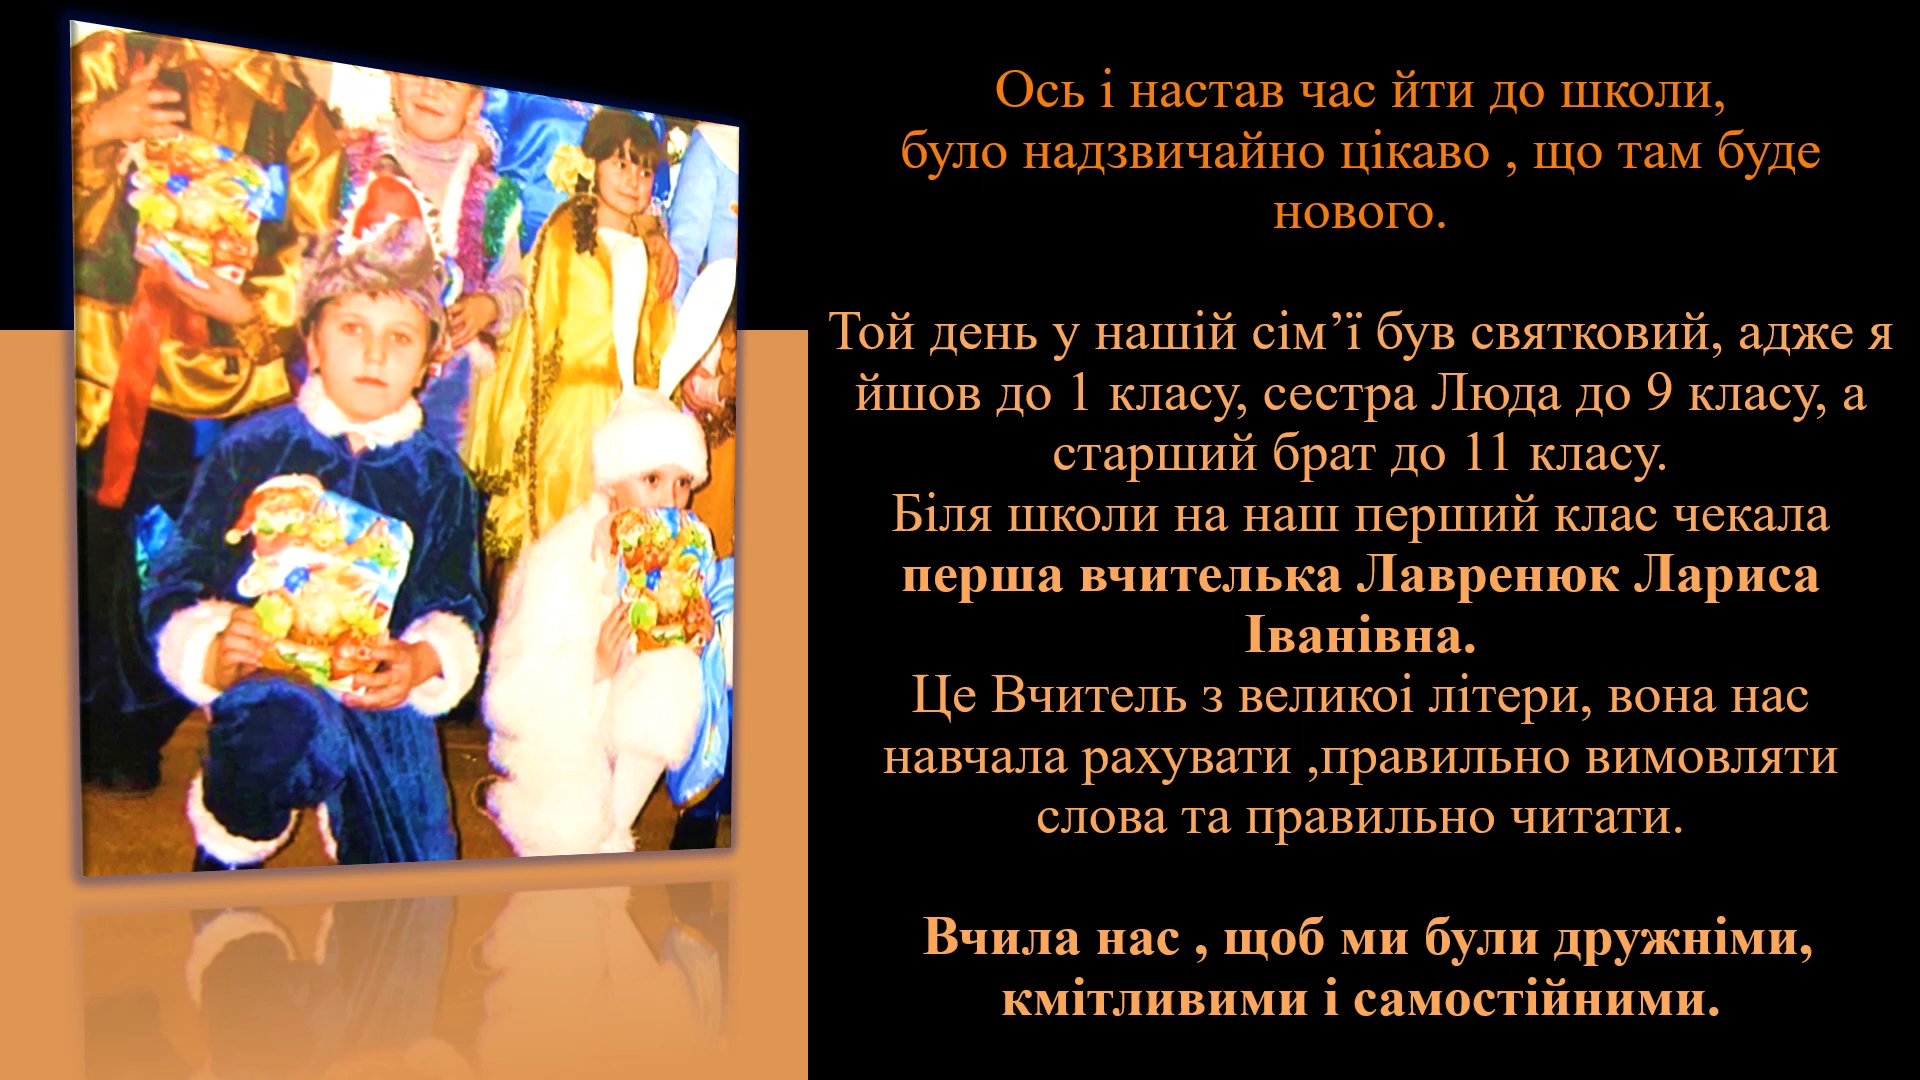 Ось і настав час йти до школи,
було надзвичайно цікаво , що там буде
нового.
Той день у нашій сім’ї був святковий, адже я
йшов до 1 класу, сестра Люда до 9 класу, а
старший брат до 11 класу.
Біля школи на наш перший клас чекала
перша вчителька Лавренюк Лариса
Іванівна.
Це Вчитель з великоі літери, вона нас
навчала рахувати ,правильно вимовляти
слова та правильно читати.
Вчила нас , щоб ми були дружніми,
кмітливими і самостійними.